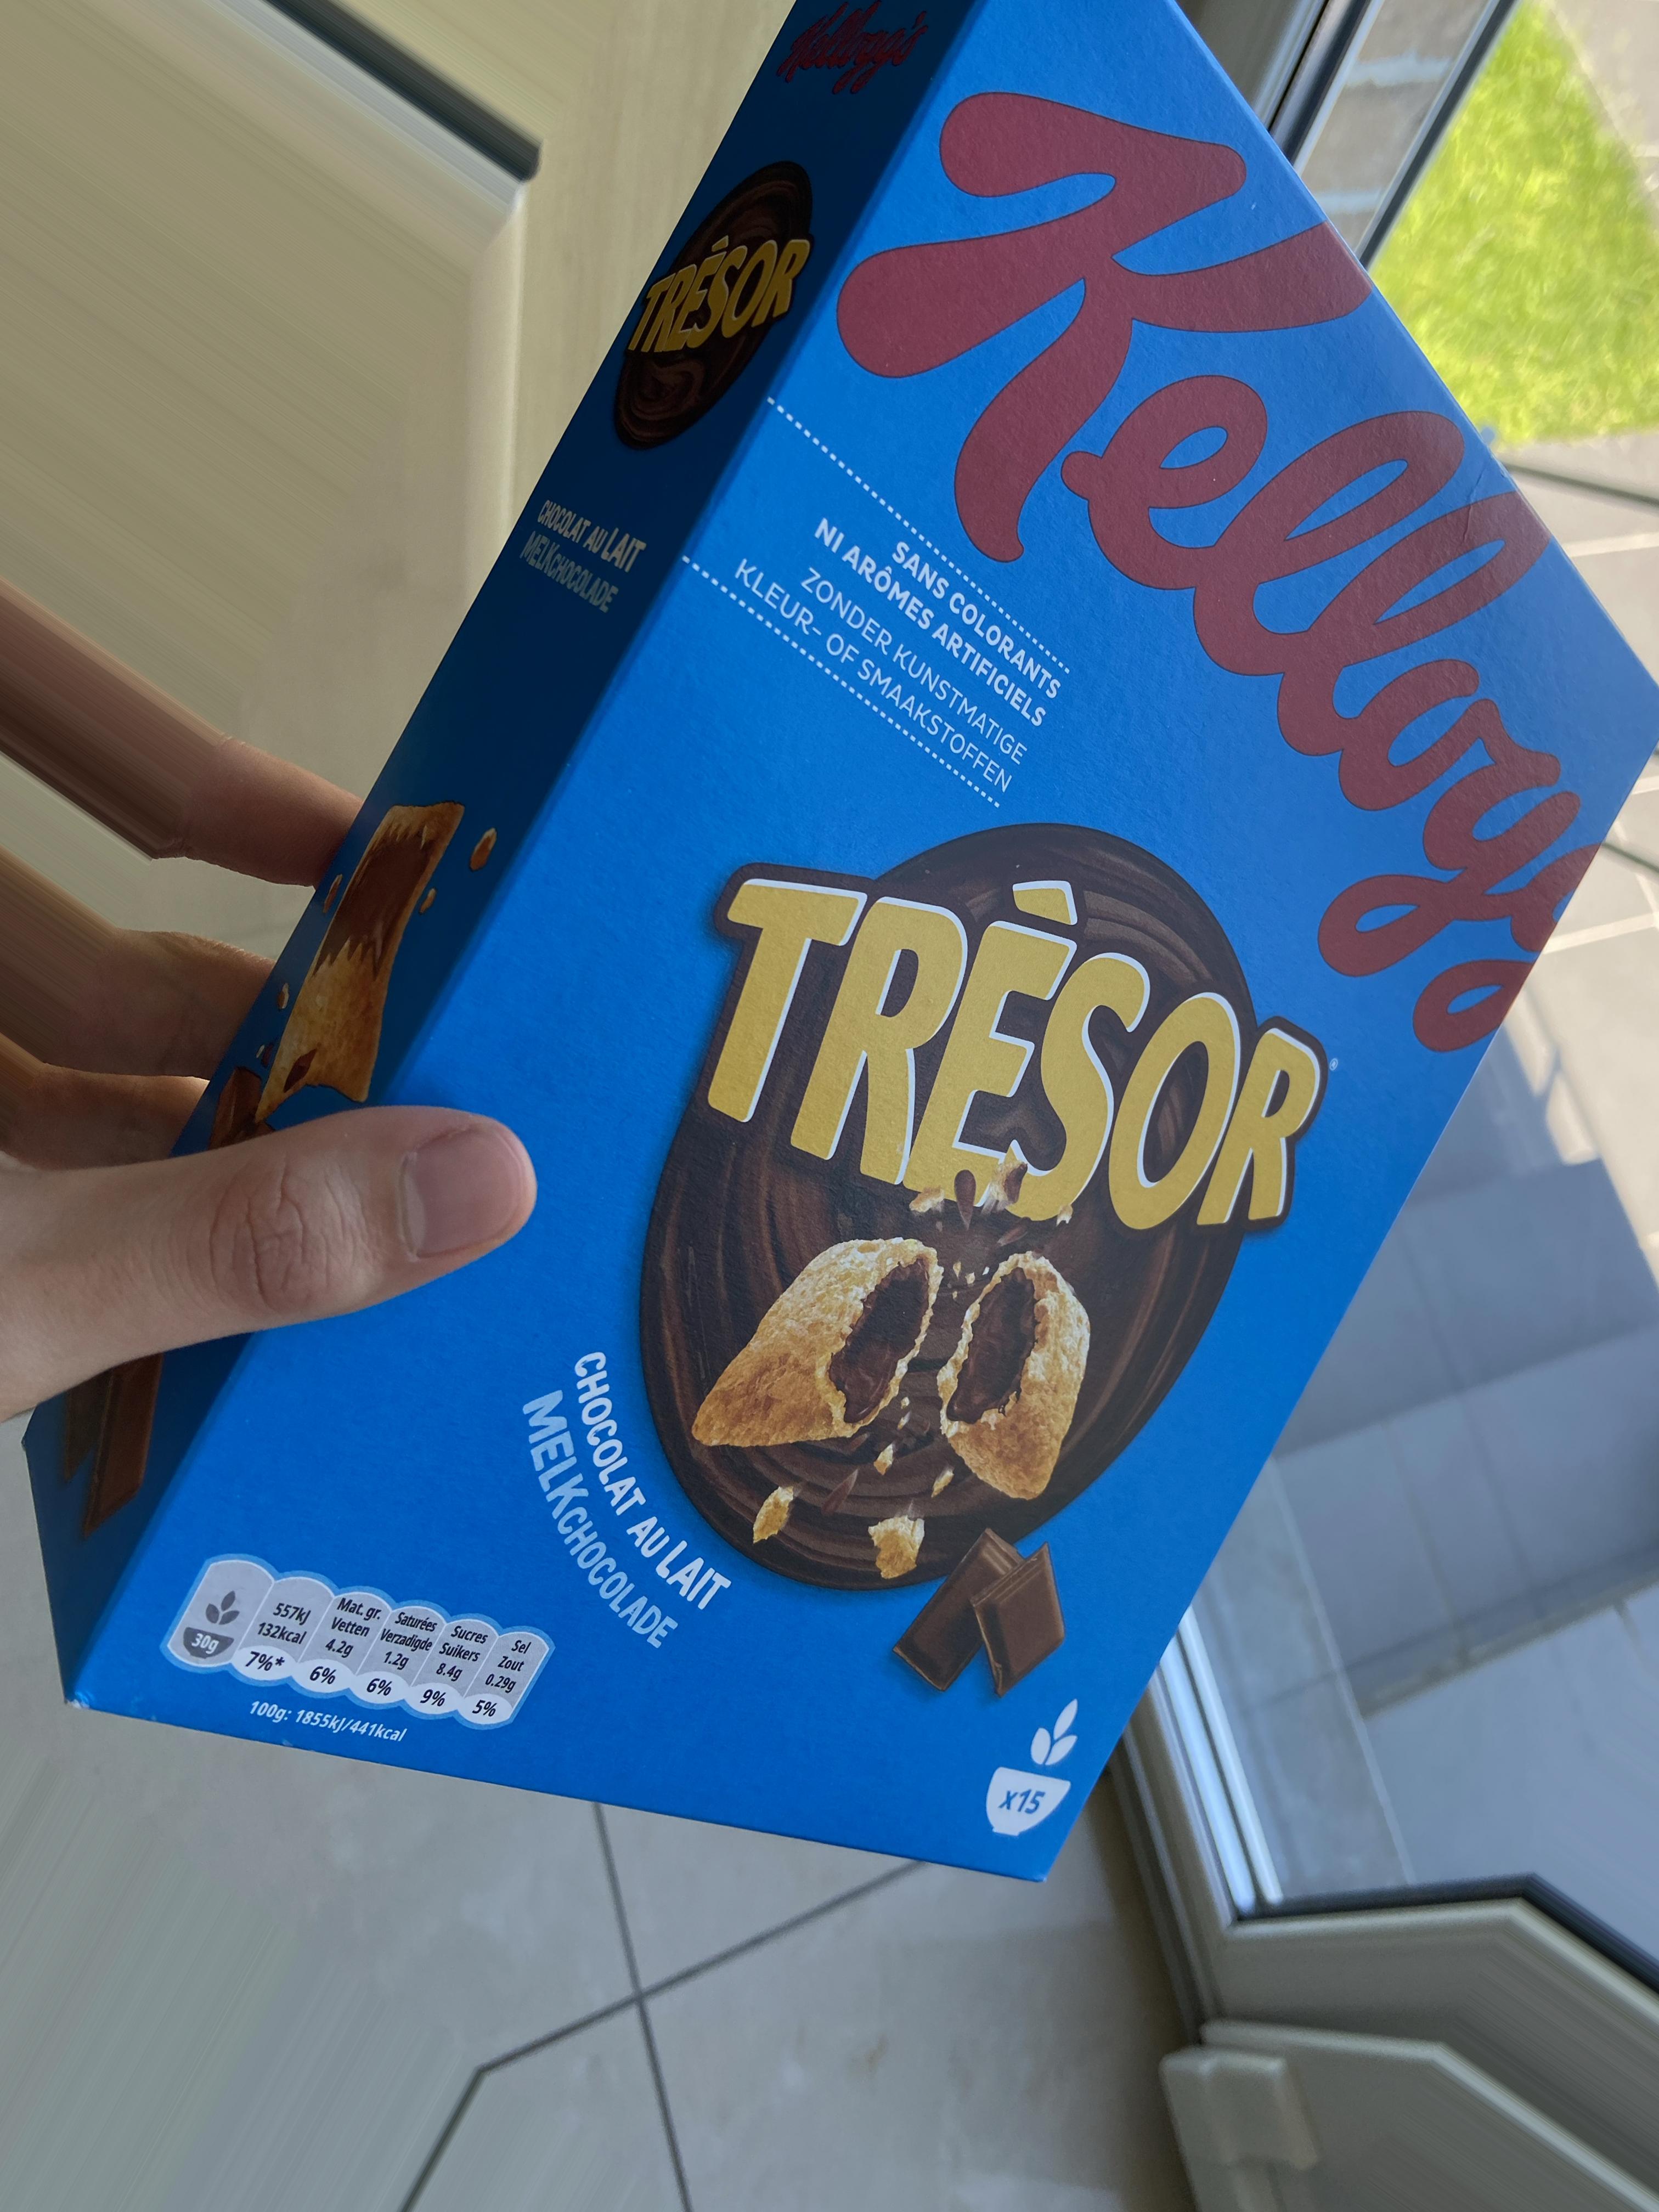 Kellogg's
TRÉSOR
CHOCOLAT AU LAIT
MELKCHOCOLADE
Kellogg's
SANS COLORANTS
NI ARÔMES ARTIFICIELS
ZONDER KUNSTMATIGE
KLEUR- OF SMAAKSTOFFEN
TRÉSOR
CHOCOLAT AU LAIT
MELKCHOCOLADE
30g
557kJ
132kcal
7%*
Mat. gr.
Vetten
4.2g
6%
Saturées
Verzadigde
1.2g
6%
Sucres
Suikers
8.4g
9%
Sel
Zout
0.29g
5%
100g: 1855kJ/441kcal
x15